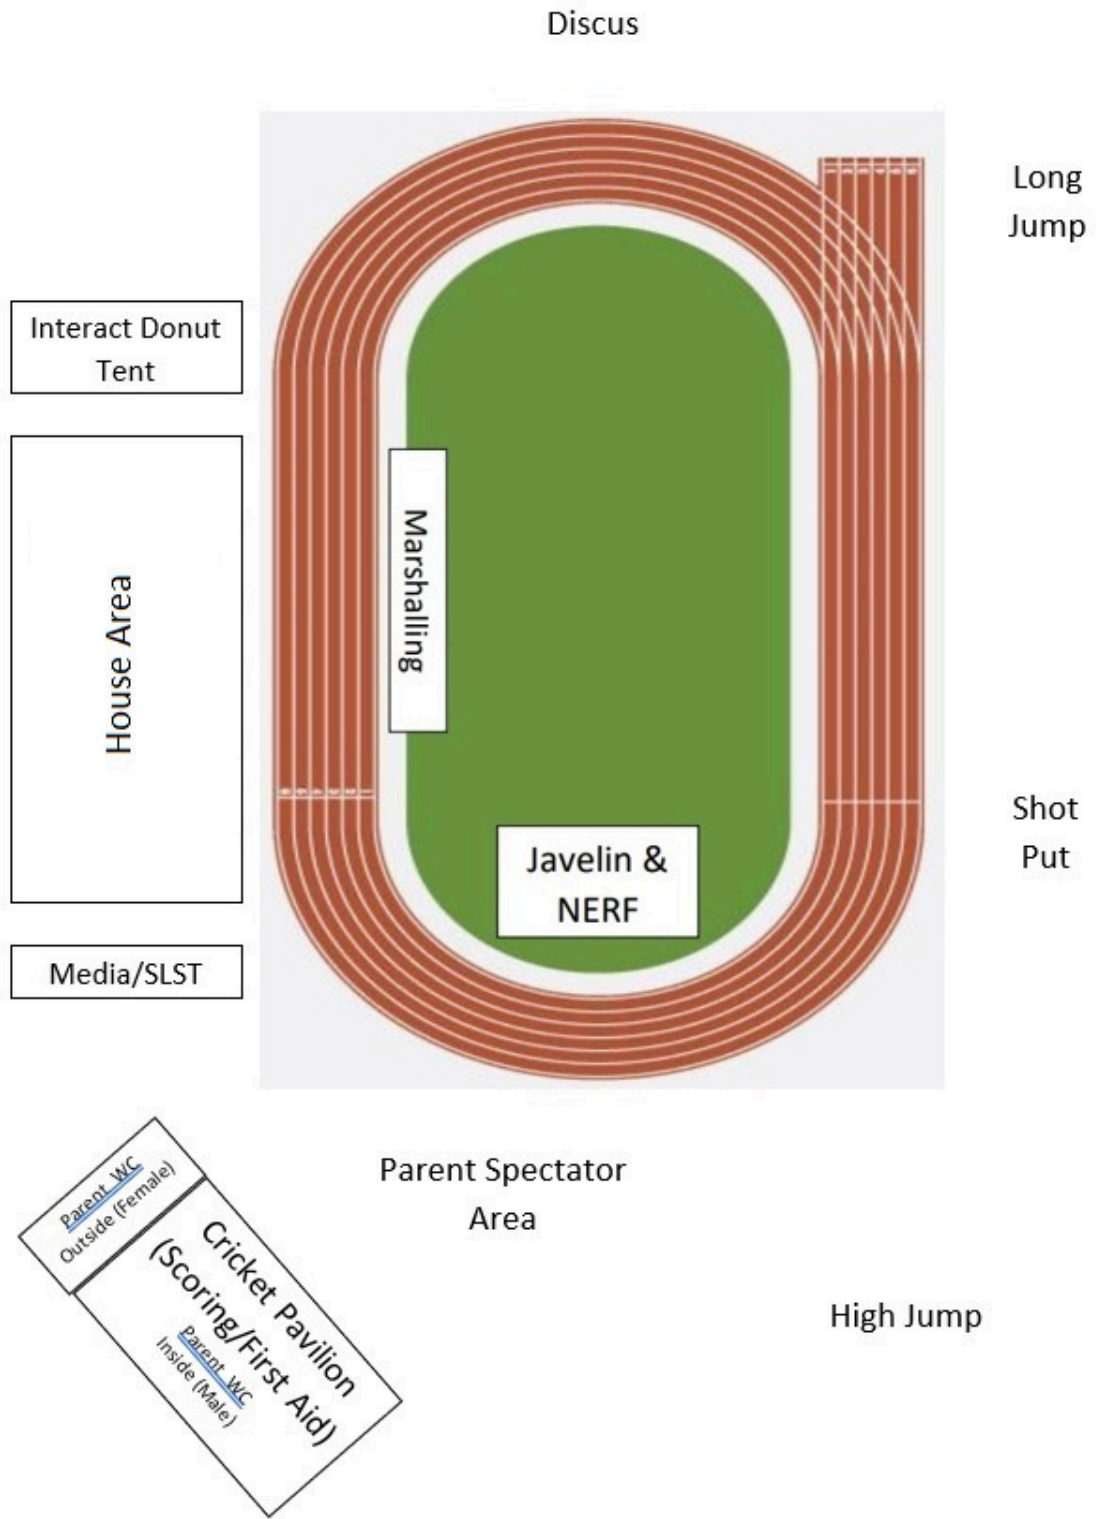 Discus
Long
Jump
Interact Donut
Tent
Marshalling
House Area
Javelin &
NERF
Shot
Put
Media/SLST
Parent WC
Outside (Female)
Cricket Pavilion
(Scoring/First Aid)
Parent WC
Inside (Male)
Parent Spectator
Area
High Jump